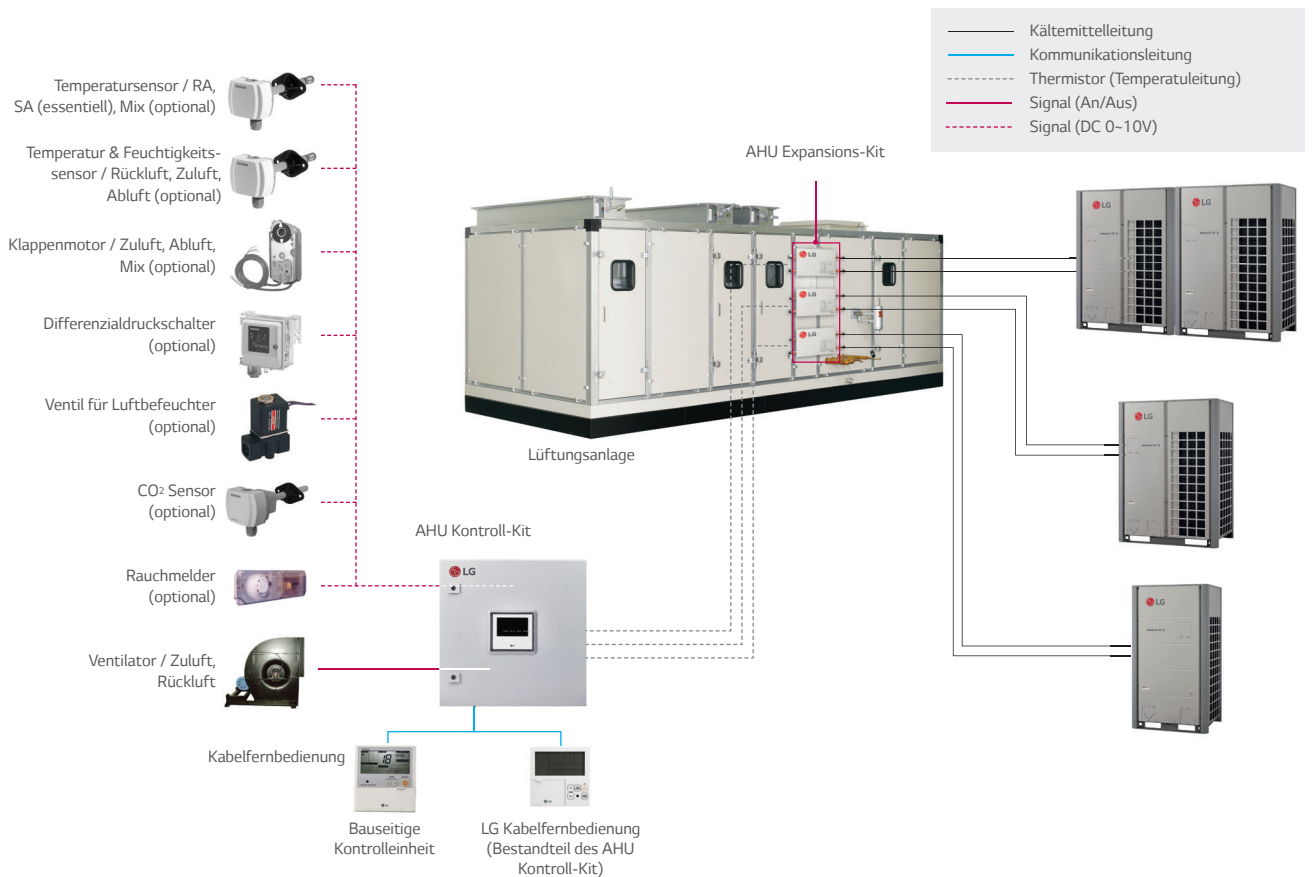 Kältemittelleitung
Kommunikationsleitung
Thermistor (Temperatuleitung)
Signal (An/Aus)
Signal (DC 0~10V)
Temperatursensor / RA,
SA (essentiell), Mix (optional)
Temperatur & Feuchtigkeits-
sensor / Rückluft, Zuluft,
Abluft (optional)
Klappenmotor / Zuluft, Abluft,
Mix (optional)
Differenzialdruckschalter
(optional)
Ventil für Luftbefeuchter
(optional)
CO2 Sensor
(optional)
Rauchmelder
(optional)
Ventilator / Zuluft,
Rückluft
AHU Expansions-Kit
LG
LG
LG
Lüftungsanlage
LG
LG
LG
LG
AHU Kontroll-Kit
LG
Kabelfernbedienung
18
LG
LG
Bauseitige
Kontrolleinheit
LG Kabelfernbedienung
(Bestandteil des AHU
Kontroll-Kit)